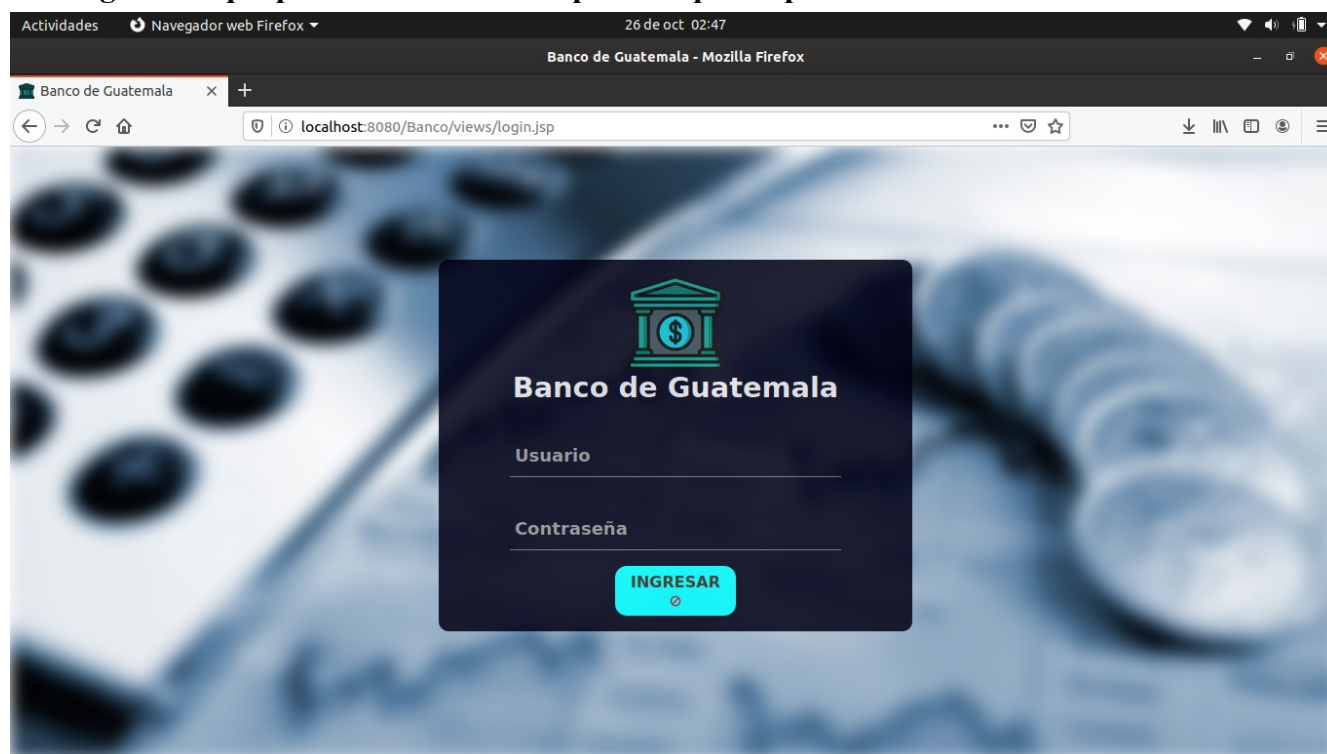 Actividades Navegador web Firefox 26 de oct 02:47
Banco de Guatemala - Mozilla Firefox
Banco de Guatemala
localhost:8080/Banco/views/login.jsp
$
Banco de Guatemala
Usuario
Contraseña
INGRESAR